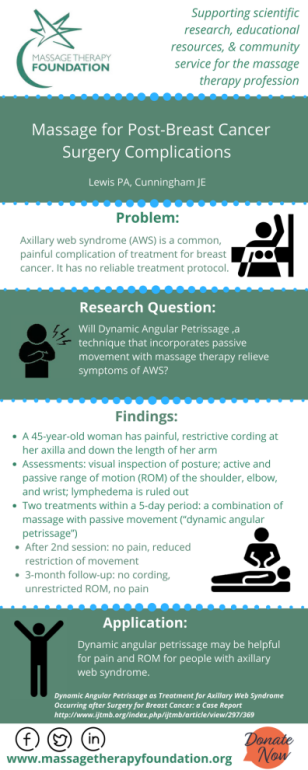 Supporting scientific
research, educational
resources, & community
service for the massage
therapy profession
MASSAGE THERAPY
FOUNDATION
Massage for Post-Breast Cancer
Surgery Complications
Lewis PA, Cunningham JE
Problem:
Axillary web syndrome (AWS) is a common,
painful complication of treatment for breast
cancer. It has no reliable treatment protocol.
Research Question:
Will Dynamic Angular Petrissage ,a
technique that incorporates passive
movement with massage therapy relieve
symptoms of AWS?
Findings:
• A 45-year-old woman has painful, restrictive cording at
her axilla and down the length of her arm
• Assessments: visual inspection of posture; active and
passive range of motion (ROM) of the shoulder, elbow,
and wrist; lymphedema is ruled out
• Two treatments within a 5-day period: a combination of
massage with passive movement ("dynamic angular
petrissage")
• After 2nd session: no pain, reduced
restriction of movement
• 3-month follow-up: no cording,
unrestricted ROM, no pain
Application:
Dynamic angular petrissage may be helpful
for pain and ROM for people with axillary
web syndrome.
Dynamic Angular Petrissage as Treatment for Axillary Web Syndrome
Occurring after Surgery for Breast Cancer: a Case Report
http://www.ijtmb.org/index.php/ijtmb/article/view/297/369
f
in
Donate
Now
www.massagetherapyfoundation.org